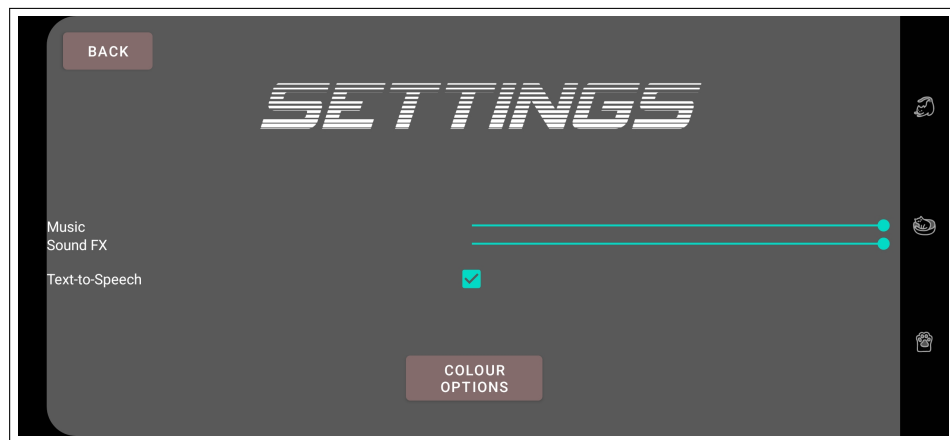 BACK
SETTINGS
Music
Sound FX
Text-to-Speech
COLOUR
OPTIONS